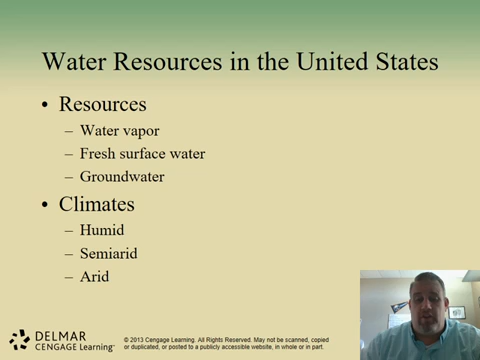 Water Resources in the United States
• Resources
– Water vapor
– Fresh surface water
– Groundwater
• Climates
– Humid
– Semiarid
– Arid
DELMAR
CENGAGE Learning™
© 2013 Cengage Learning. All Rights Reserved. May not be scanned, copied
or duplicated, or posted to a publicly accessible website, in whole or in part.